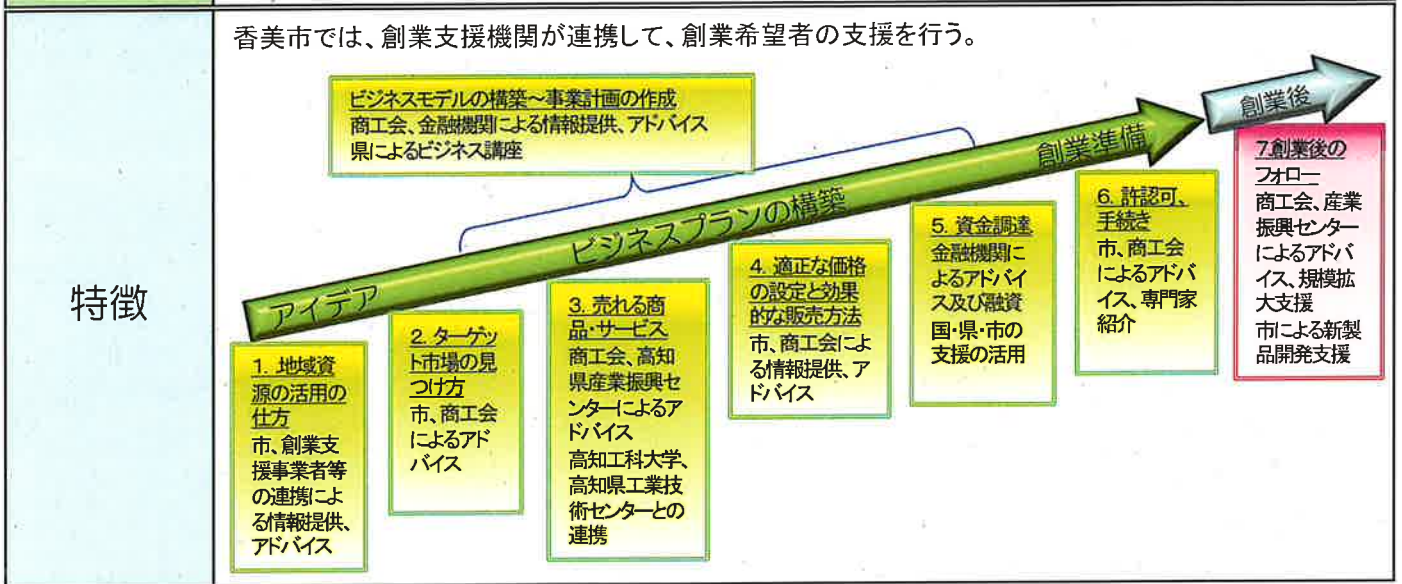 特徴
香美市では、創業支援機関が連携して、創業希望者の支援を行う。
ビジネスモデルの構築～事業計画の作成
商工会、金融機関による情報提供、アドバイス
県によるビジネス講座
アイデア
ビジネスプランの構築
創業準備
創業後
1. 地域資
源の活用の
仕方
市、創業支
援事業者等
の連携によ
る情報提供、
アドバイス
2. ターゲッ
ト市場の見
つけ方
市、商工会
によるアド
バイス
3. 売れる商
品・サービス
商工会、高知
県産業振興セ
ンターによるア
ドバイス
高知工科大学、
高知県工業技
術センターとの
連携
4. 適正な価格
の設定と効果
的な販売方法
市、商工会によ
る情報提供、ア
ドバイス
5. 資金調達
金融機関に
よるアドバイ
ス及び融資
国・県・市の
支援の活用
6. 許認可、
手続き
市、商工会
によるアドバ
イス、専門家
紹介
7.創業後の
フォロー
商工会、産業
振興センター
によるアドバ
イス、規模拡
大支援
市による新製
品開発支援